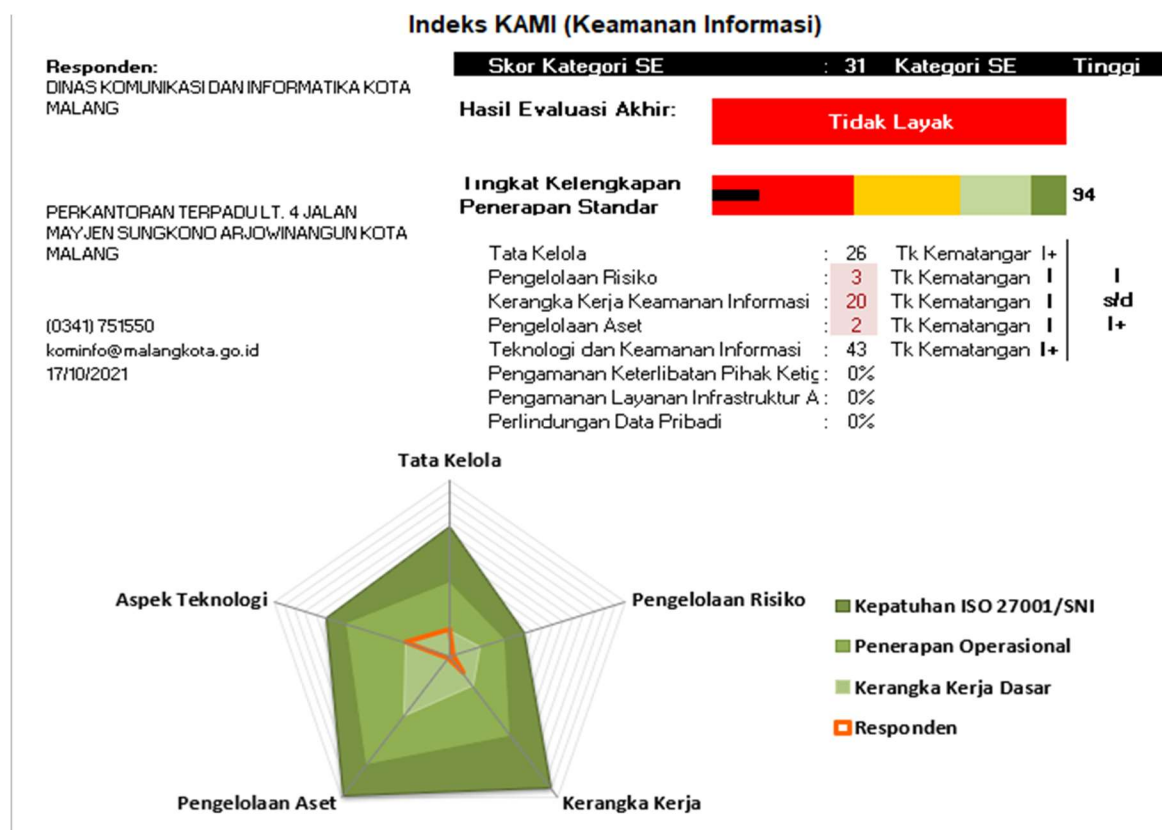 Indeks KAMI (Keamanan Informasi)
Responden:
DINAS KOMUNIKASI DAN INFORMATIKA KOTA
MALANG
PERKANTORAN TERPADU LT. 4 JALAN
MAYJEN SUNGKONO ARJOWINANGUN KOTA
MALANG
(0341) 751550
kominfo@malangkota.go.id
17/10/2021
Skor Kategori SE : 31 Kategori SE Tinggi
Hasil Evaluasi Akhir:
Tidak Layak
Tingkat Kelengkapan
Penerapan Standar
94
Tata Kelola : 26 Tk Kematangar I+
Pengelolaan Risiko : 3 Tk Kematangan I I
Kerangka Kerja Keamanan Informasi : 20 Tk Kematangan I s/d
Pengelolaan Aset : 2 Tk Kematangan I I+
Teknologi dan Keamanan Informasi : 43 Tk Kematangan I+
Pengamanan Keterlibatan Pihak Ketig : 0%
Pengamanan Layanan Infrastruktur A : 0%
Perlindungan Data Pribadi : 0%
Tata Kelola
Aspek Teknologi
Pengelolaan Risiko
Pengelolaan Aset
Kerangka Kerja
Kepatuhan ISO 27001/SNI
Penerapan Operasional
Kerangka Kerja Dasar
Responden